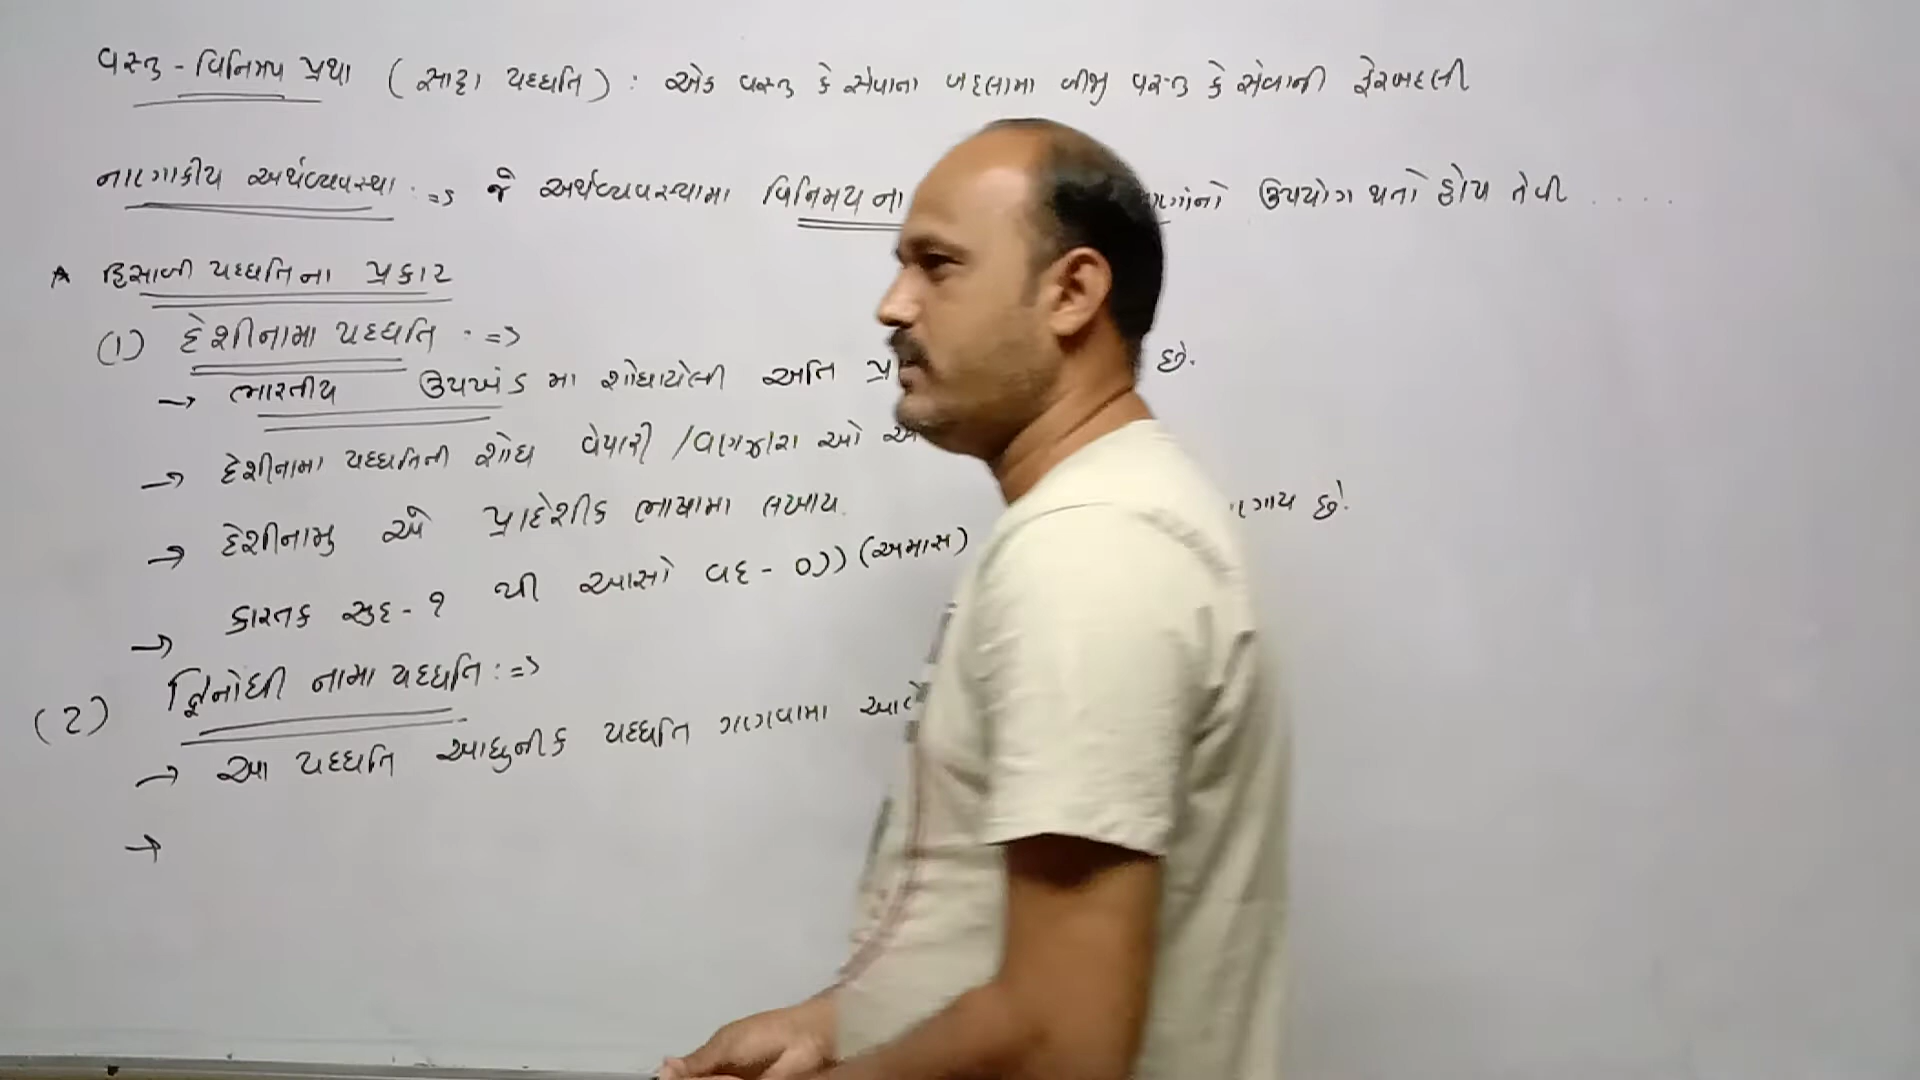 વસ્તુ - વિનિમય પ્રથા ( સાટા પદ્ધતિ ) : એક વસ્તુ કે સેવાના બદલામા બીજી વસ્તુ કે સેવાની ફેરબદલી
નાણાકીય અર્થવ્યવસ્થા : => જે અર્થવ્યવસ્થામા વિનિમય ના ઉપયોગ થતો હોય તેવી .....
હિસાબી પદ્ધતિના પ્રકાર
(1) દેશીનામા પદ્ધતિ : =>
→ ભારતીય ઉપખંડ મા શોધાયેલી અતિ છે.
→ દેશીનામા પદ્ધતિની શોધ વેપારી / વણજારા ઓ
→ દેશીનામુ એ પ્રાદેશીક ભાષામા લખાય છે.
→ કારતક સુદ - ૧ થી આસો વદ - ૦)) (અમાસ)
(2) દ્વિનોંધી નામા પદ્ધતિ : =>
→ આ પદ્ધતિ આધુનીક પદ્ધતિ ગણવામા
→